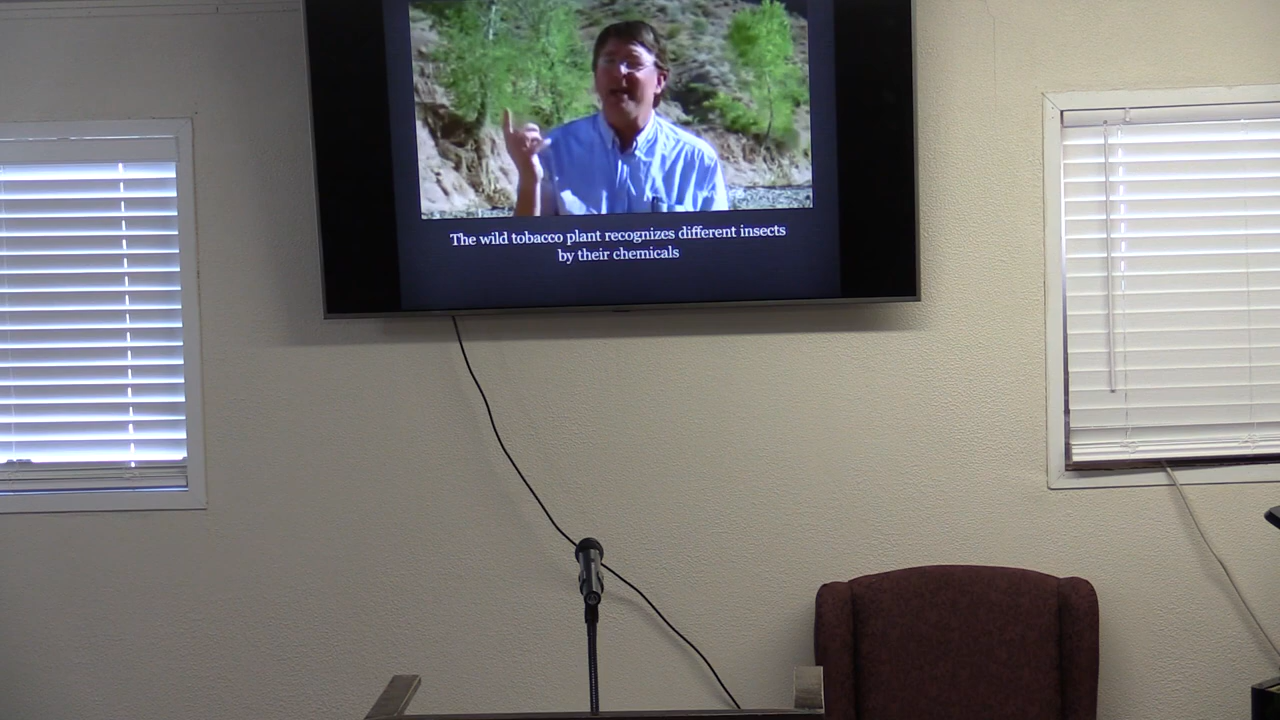 The wild tobacco plant recognizes different insects
by their chemicals